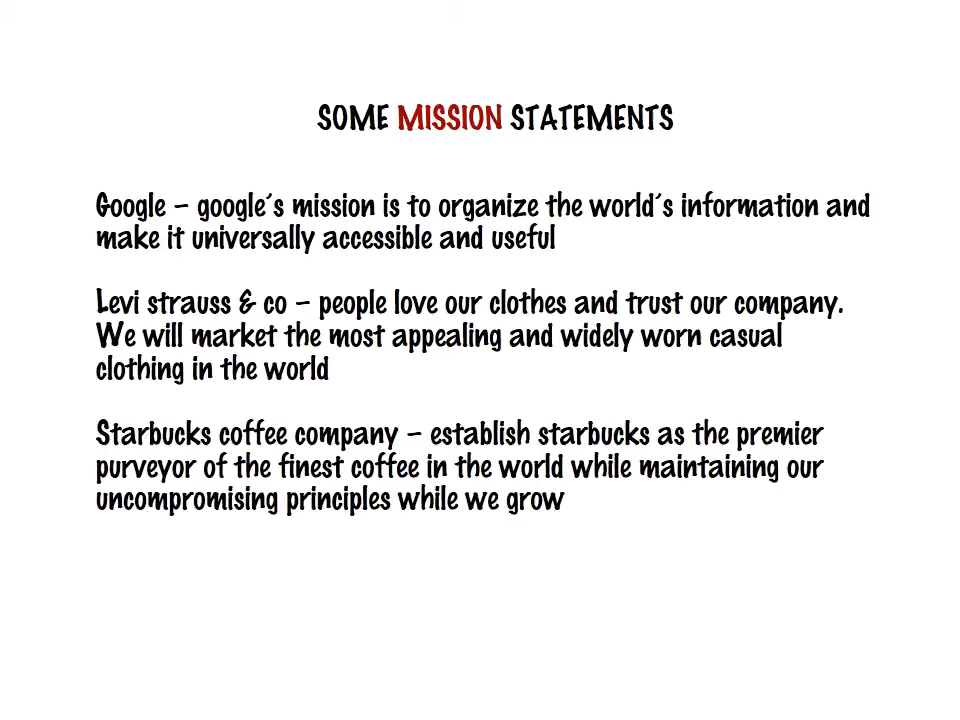 SOME MISSION STATEMENTS
Google – google´s mission is to organize the world´s information and
make it universally accessible and useful
Levi strauss & co – people love our clothes and trust our company.
We will market the most appealing and widely worn casual
clothing in the world
Starbucks coffee company – establish starbucks as the premier
purveyor of the finest coffee in the world while maintaining our
uncompromising principles while we grow